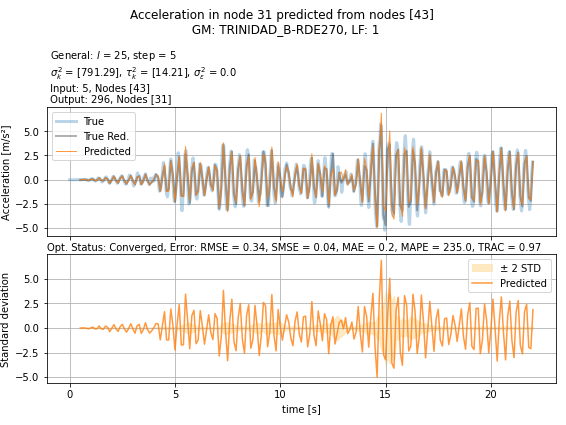 Acceleration in node 31 predicted from nodes [43]
GM: TRINIDAD_B-RDE270, LF: 1
General: l = 25, step = 5
σ²ₖ = [791.29], τ²ₖ = [14.21], σ²ε = 0.0
Input: 5, Nodes [43]
Output: 296, Nodes [31]
True
True Red.
Predicted
Acceleration [m/s²]
5.0
2.5
0.0
−2.5
−5.0
Opt. Status: Converged, Error: RMSE = 0.34, SMSE = 0.04, MAE = 0.2, MAPE = 235.0, TRAC = 0.97
± 2 STD
Predicted
Standard deviation
5.0
2.5
0.0
−2.5
−5.0
0 5 10 15 20
time [s]